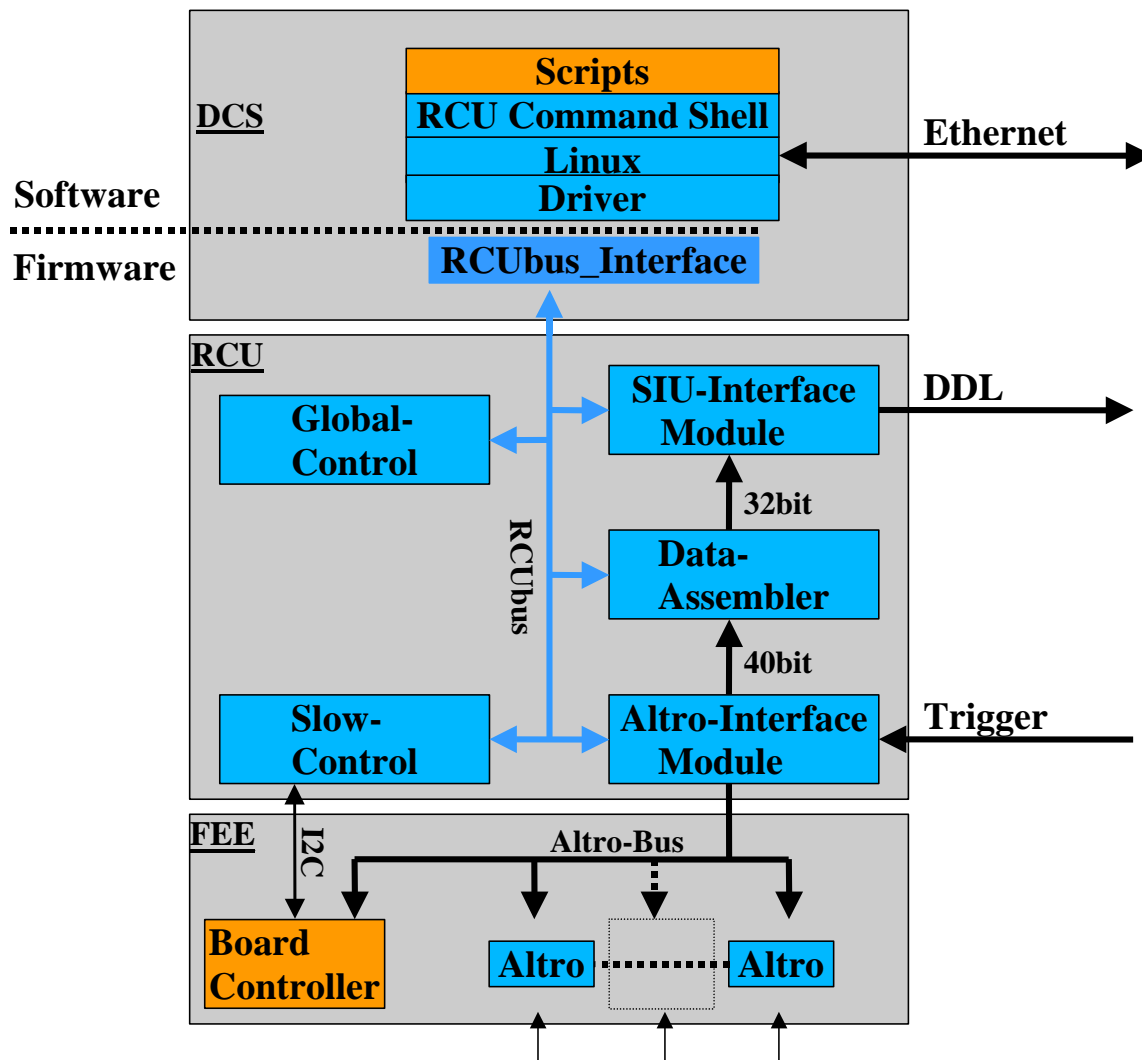 Scripts
DCS
RCU Command Shell
Ethernet
Linux
Software
Driver
Firmware
RCUbus_Interface
RCU
SIU-Interface
Module
DDL
Global-
Control
32bit
RCUbus
Data-
Assembler
40bit
Slow-
Control
Altro-Interface
Module
Trigger
FEE
I2C
Altro-Bus
Board
Controller
Altro
Altro